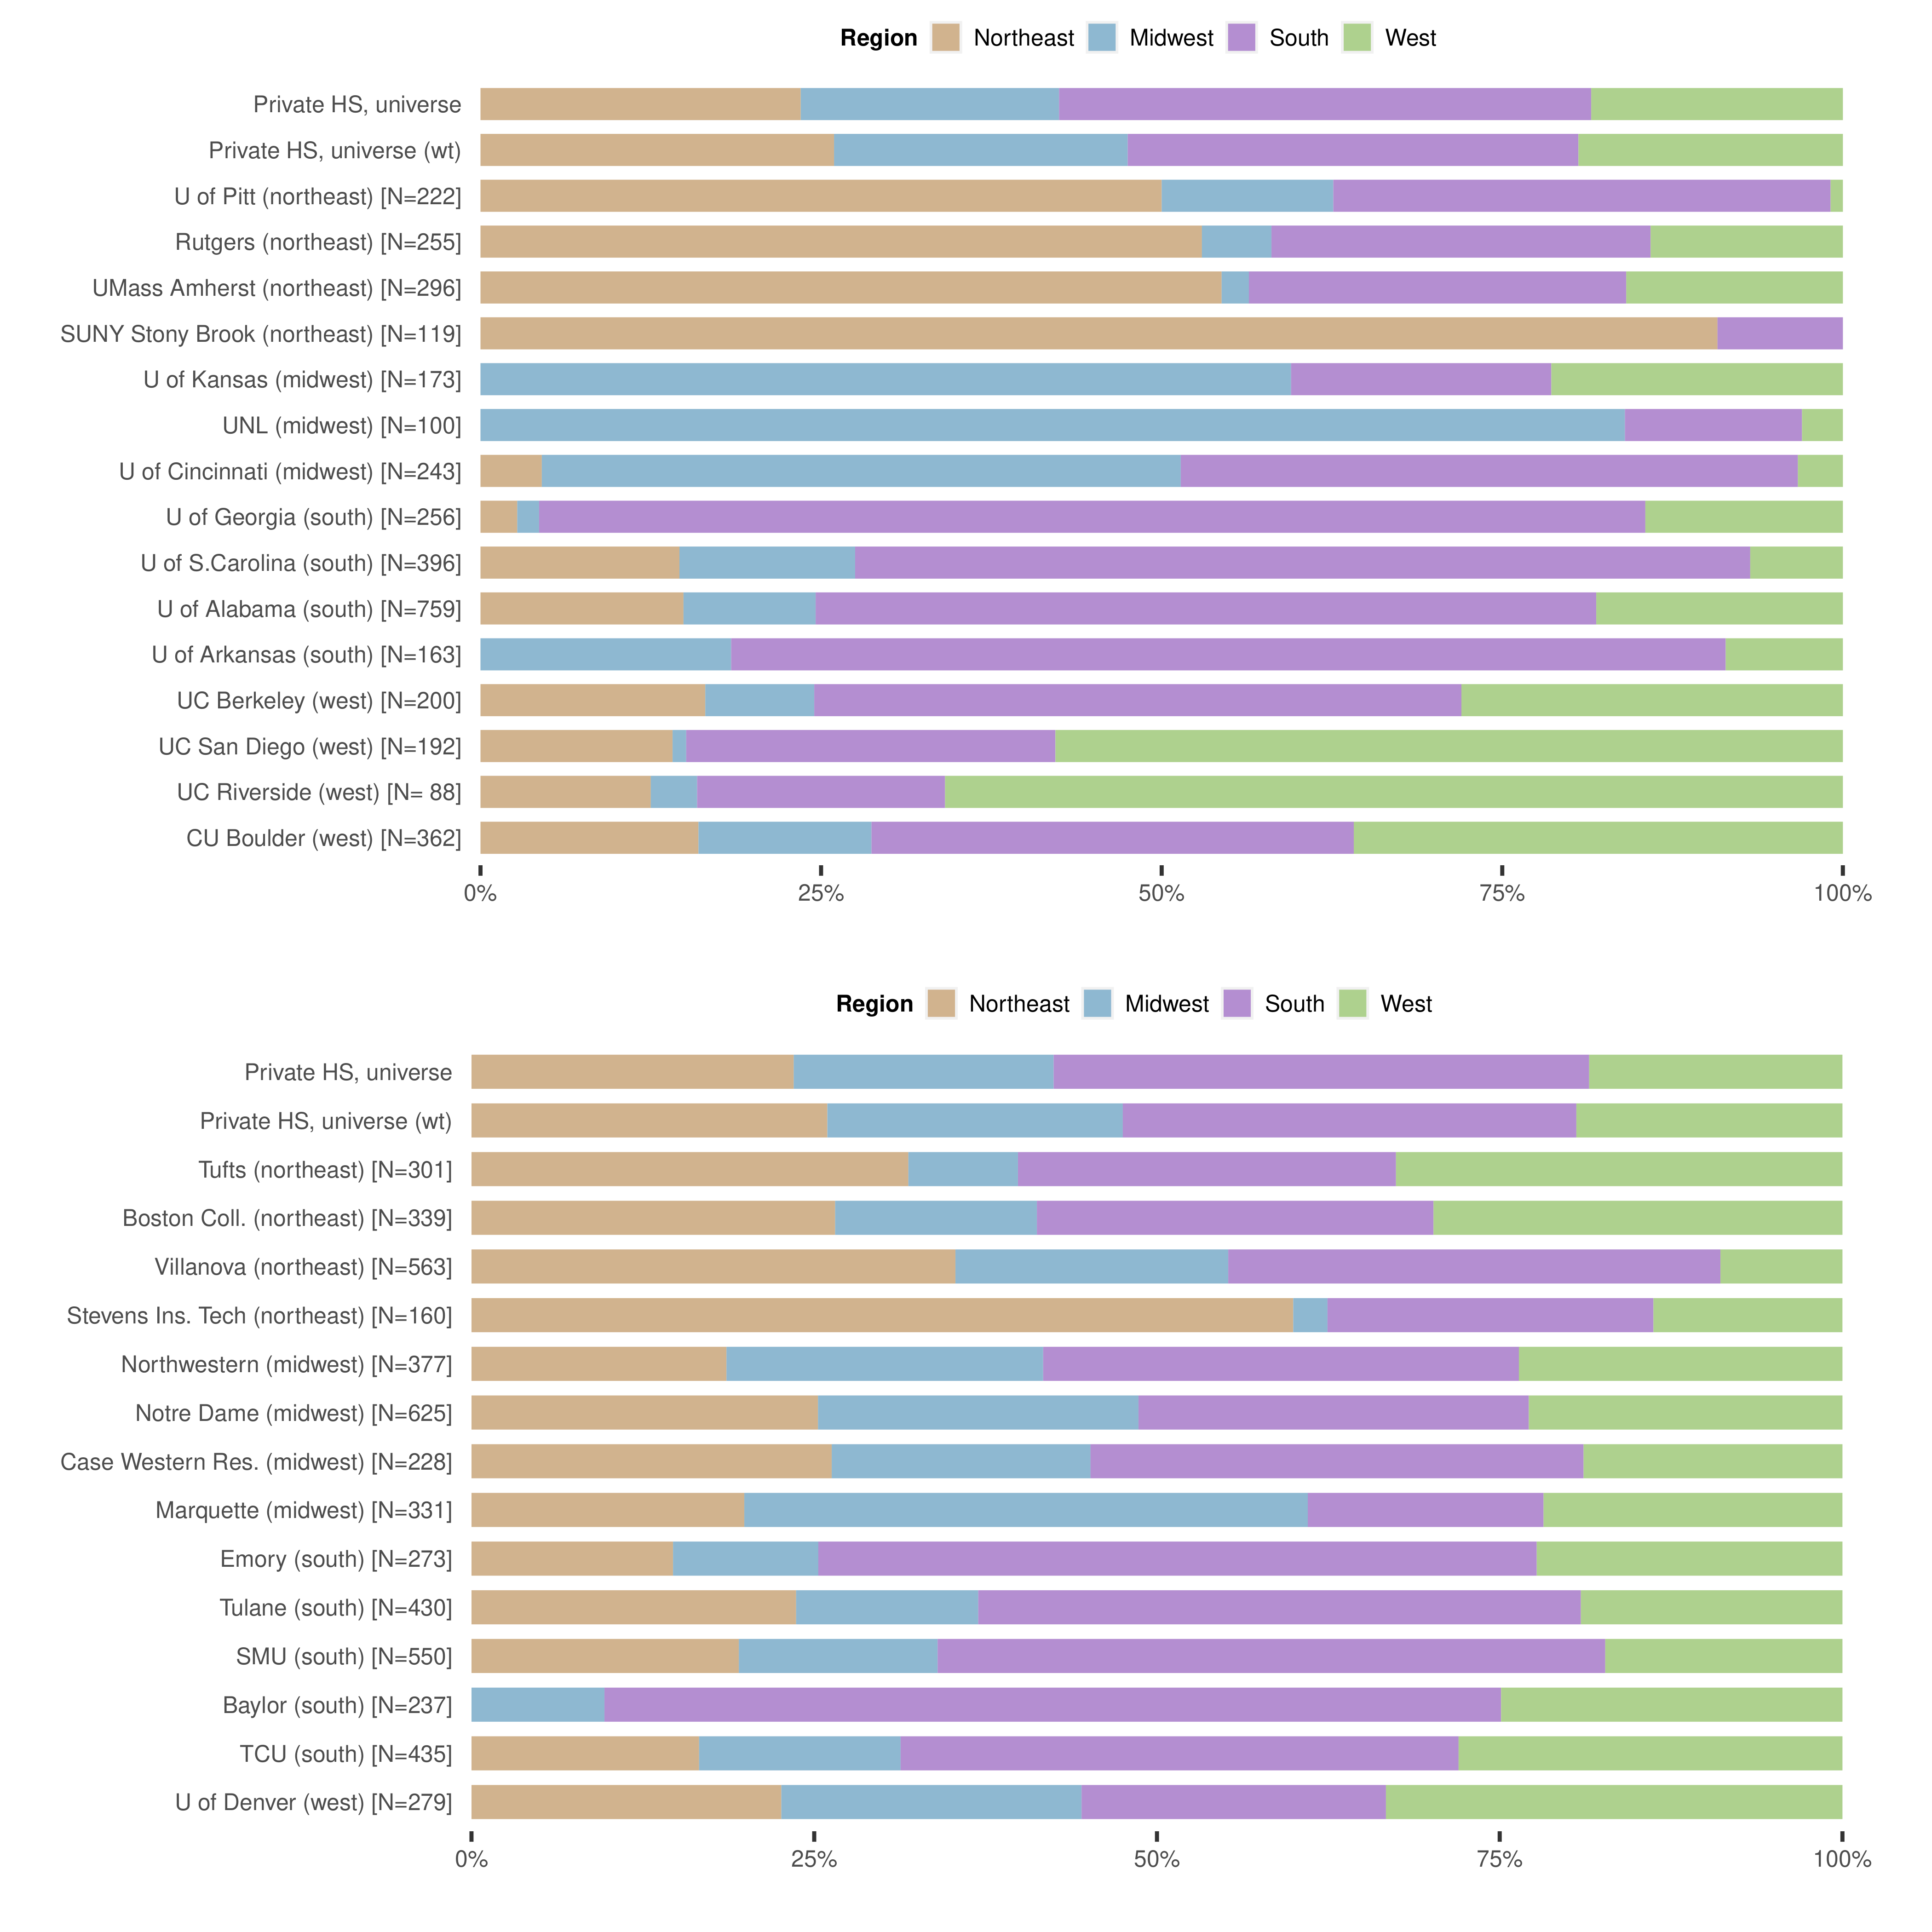 Region Northeast Midwest South West
Private HS, universe
Private HS, universe (wt)
U of Pitt (northeast) [N=222]
Rutgers (northeast) [N=255]
UMass Amherst (northeast) [N=296]
SUNY Stony Brook (northeast) [N=119]
U of Kansas (midwest) [N=173]
UNL (midwest) [N=100]
U of Cincinnati (midwest) [N=243]
U of Georgia (south) [N=256]
U of S.Carolina (south) [N=396]
U of Alabama (south) [N=759]
U of Arkansas (south) [N=163]
UC Berkeley (west) [N=200]
UC San Diego (west) [N=192]
UC Riverside (west) [N= 88]
CU Boulder (west) [N=362]
0% 25% 50% 75% 100%
Region Northeast Midwest South West
Private HS, universe
Private HS, universe (wt)
Tufts (northeast) [N=301]
Boston Coll. (northeast) [N=339]
Villanova (northeast) [N=563]
Stevens Ins. Tech (northeast) [N=160]
Northwestern (midwest) [N=377]
Notre Dame (midwest) [N=625]
Case Western Res. (midwest) [N=228]
Marquette (midwest) [N=331]
Emory (south) [N=273]
Tulane (south) [N=430]
SMU (south) [N=550]
Baylor (south) [N=237]
TCU (south) [N=435]
U of Denver (west) [N=279]
0% 25% 50% 75% 100%